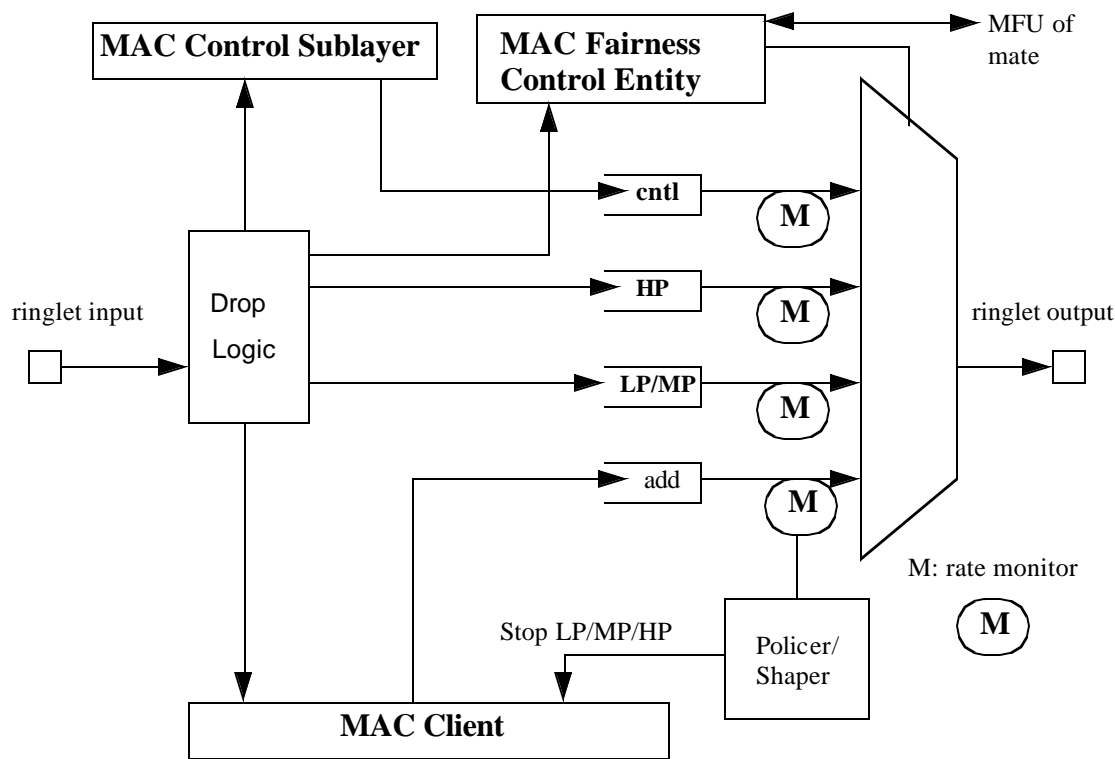 MAC Control Sublayer
MAC Fairness
Control Entity
MFU of
mate
cntl
M
HP
M
LP/MP
M
add
M
ringlet input
Drop
Logic
ringlet output
M: rate monitor
M
Stop LP/MP/HP
Policer/
Shaper
MAC Client